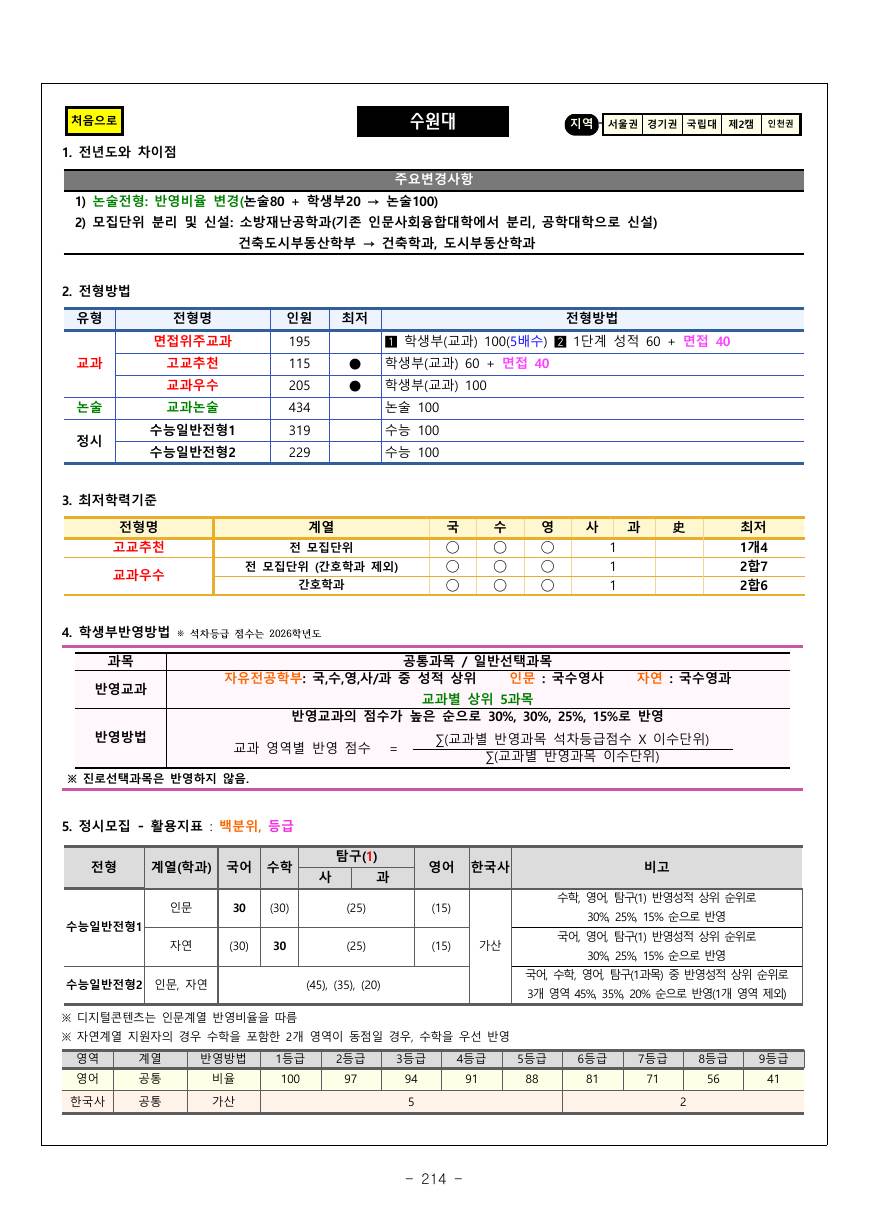 처음으로
수원대
지역 서울권 경기권 국립대 제2캠 인천권
1. 전년도와 차이점
주요변경사항
1) 논술전형: 반영비율 변경(논술80 + 학생부20 → 논술100)
2) 모집단위 분리 및 신설: 소방재난공학과(기존 인문사회융합대학에서 분리, 공학대학으로 신설)
건축도시부동산학부 → 건축학과, 도시부동산학과
2. 전형방법
유형 전형명 인원 최저 전형방법
교과 면접위주교과 195 1 학생부(교과) 100(5배수) 2 1단계 성적 60 + 면접 40
고교추천 115 ● 학생부(교과) 60 + 면접 40
교과우수 205 ● 학생부(교과) 100
논술 교과논술 434 논술 100
정시 수능일반전형1 319 수능 100
수능일반전형2 229 수능 100
3. 최저학력기준
전형명 계열 국 수 영 사 과 史 최저
고교추천 전 모집단위 ○ ○ ○ 1 1개4
교과우수 전 모집단위 (간호학과 제외) ○ ○ ○ 1 2합7
간호학과 ○ ○ ○ 1 2합6
4. 학생부반영방법 ※ 석차등급 점수는 2026학년도
과목 공통과목 / 일반선택과목
반영교과 자유전공학부: 국,수,영,사/과 중 성적 상위 인문 : 국수영사 자연 : 국수영과
교과별 상위 5과목
반영방법 반영교과의 점수가 높은 순으로 30%, 30%, 25%, 15%로 반영
교과 영역별 반영 점수 = ∑(교과별 반영과목 석차등급점수 X 이수단위)
∑(교과별 반영과목 이수단위)
※ 진로선택과목은 반영하지 않음.
5. 정시모집 - 활용지표 : 백분위, 등급
전형 계열(학과) 국어 수학 탐구(1) 영어 한국사 비고
사 과
수능일반전형1 인문 30 (30) (25) (15) 가산 수학, 영어, 탐구(1) 반영성적 상위 순위로
30%, 25%, 15% 순으로 반영
자연 (30) 30 (25) (15) 국어, 영어, 탐구(1) 반영성적 상위 순위로
30%, 25%, 15% 순으로 반영
수능일반전형2 인문, 자연 (45), (35), (20) 국어, 수학, 영어, 탐구(1과목) 중 반영성적 상위 순위로
3개 영역 45%, 35%, 20% 순으로 반영(1개 영역 제외)
※ 디지털콘텐츠는 인문계열 반영비율을 따름
※ 자연계열 지원자의 경우 수학을 포함한 2개 영역이 동점일 경우, 수학을 우선 반영
영역 계열 반영방법 1등급 2등급 3등급 4등급 5등급 6등급 7등급 8등급 9등급
영어 공통 비율 100 97 94 91 88 81 71 56 41
한국사 공통 가산 5 2
- 214 -